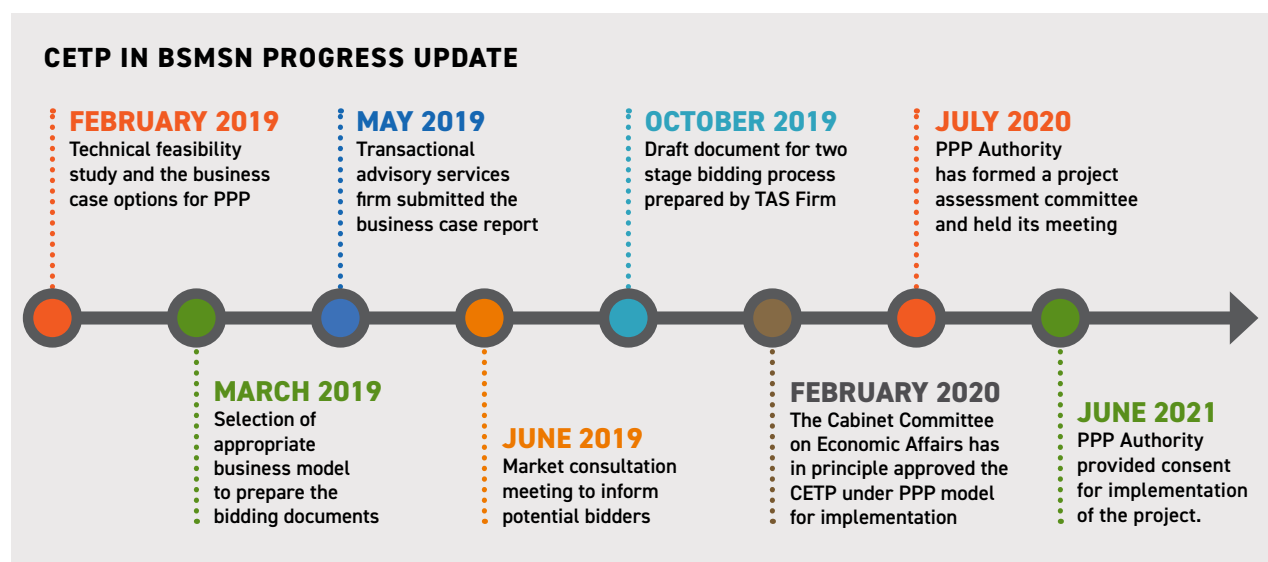 CETP IN BSMSN PROGRESS UPDATE
FEBRUARY 2019
Technical feasibility
study and the business
case options for PPP
MARCH 2019
Selection of
appropriate
business model
to prepare the
bidding documents
MAY 2019
Transactional
advisory services
firm submitted the
business case report
JUNE 2019
Market consultation
meeting to inform
potential bidders
OCTOBER 2019
Draft document for two
stage bidding process
prepared by TAS Firm
FEBRUARY 2020
The Cabinet Committee
on Economic Affairs has
in principle approved the
CETP under PPP model
for implementation
JULY 2020
PPP Authority
has formed a project
assessment committee
and held its meeting
JUNE 2021
PPP Authority
provided consent
for implementation
of the project.